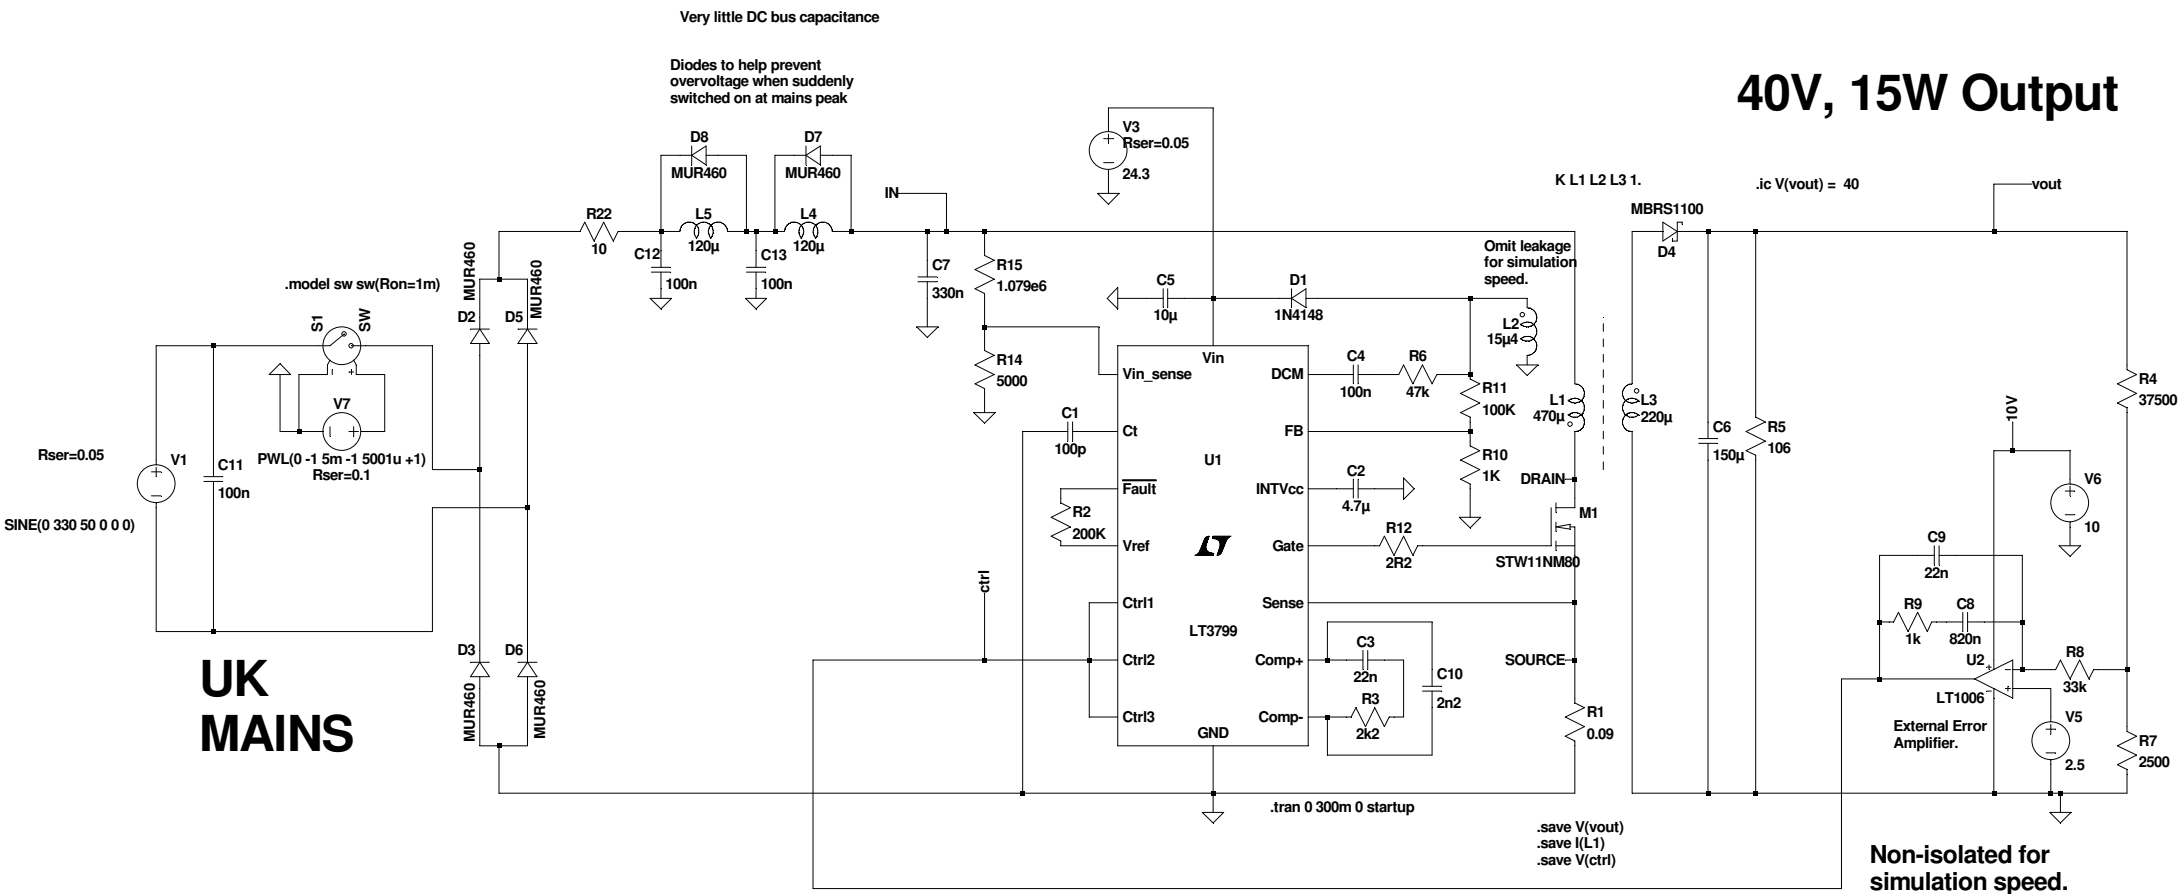 Very little DC bus capacitance
Diodes to help prevent
overvoltage when suddenly
switched on at mains peak
40V, 15W Output
D8
MUR460
D7
MUR460
V3
Rser=0.05
24.3
IN
K L1 L2 L3 1.
.ic V(vout) = 40
vout
R22
10
L5
120µ
L4
120µ
C12
100n
C13
100n
C7
330n
R15
1.079e6
R14
5000
MBRS1100
D4
Omit leakage
for simulation
speed.
C5
10µ
D1
1N4148
L2
15µ4
.model sw sw(Ron=1m)
MUR460
MUR460
D2
D5
S1
SW
V7
PWL(0 -1 5m -1 5001u +1)
Rser=0.1
Rser=0.05
V1
SINE(0 330 50 0 0 0)
C11
100n
D3
D6
MUR460
MUR460
UK
MAINS
Vin
Vin_sense
Ct
Fault
Vref
Ctrl1
Ctrl2
Ctrl3
GND
DCM
FB
INTVcc
Gate
Sense
Comp+
Comp-
U1
LT3799
C1
100p
R2
200K
ctrl
C4
100n
R6
47k
R11
100K
R10
1K
C2
4.7µ
R12
2R2
C3
22n
R3
2k2
C10
2n2
L1
470µ
L3
220µ
DRAIN
M1
STW11NM80
SOURCE
R1
0.09
C6
150µ
R5
106
R4
37500
10V
V6
10
C9
22n
R9
1k
C8
820n
U2
LT1006
R8
33k
External Error
Amplifier.
V5
2.5
R7
2500
.tran 0 300m 0 startup
.save V(vout)
.save I(L1)
.save V(ctrl)
Non-isolated for
simulation speed.